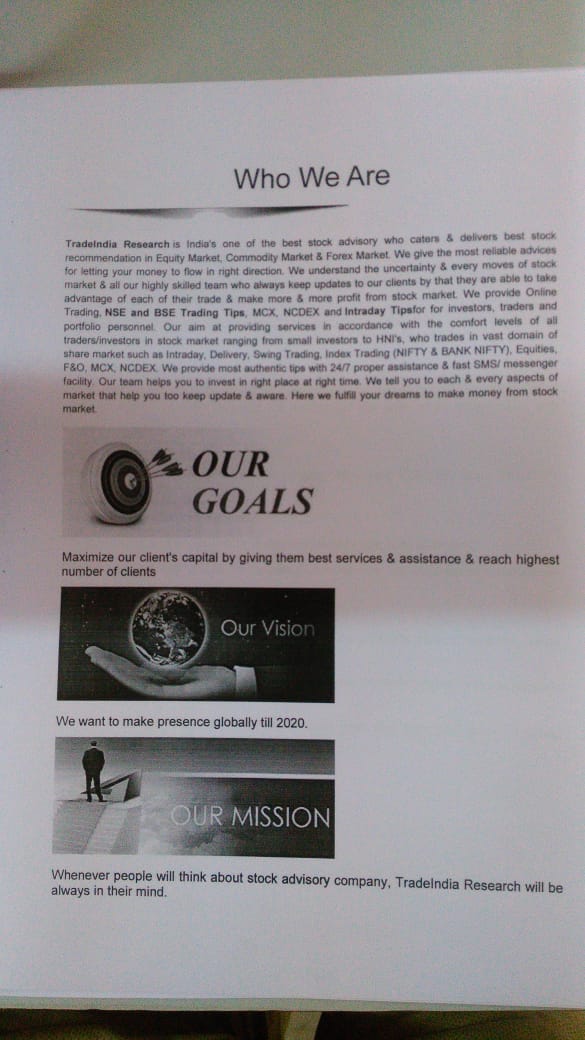 Who We Are
TradeIndia Research is India's one of the best stock advisory who caters & delivers best stock
recommendation in Equity Market, Commodity Market & Forex Market. We give the most reliable advices
for letting your money to flow in right direction. We understand the uncertainty & every moves of stock
market & all our highly skilled team who always keep updates to our clients by that they are able to take
advantage of each of their trade & make more & more profit from stock market. We provide Online
Trading, NSE and BSE Trading Tips, MCX, NCDEX and Intraday Tipsfor for investors, traders and
portfolio personnel. Our aim at providing services in accordance with the comfort levels of all
traders/investors in stock market ranging from small investors to HNI's, who trades in vast domain of
share market such as Intraday, Delivery, Swing Trading, Index Trading (NIFTY & BANK NIFTY), Equities,
F&O, MCX, NCDEX. We provide most authentic tips with 24/7 proper assistance & fast SMS/ messenger
facility. Our team helps you to invest in right place at right time. We tell you to each & every aspects of
market that help you too keep update & aware. Here we fulfill your dreams to make money from stock
market.
OUR
GOALS
Maximize our client's capital by giving them best services & assistance & reach highest
number of clients
Our Vision
We want to make presence globally till 2020.
OUR MISSION
Whenever people will think about stock advisory company, TradeIndia Research will be
always in their mind.